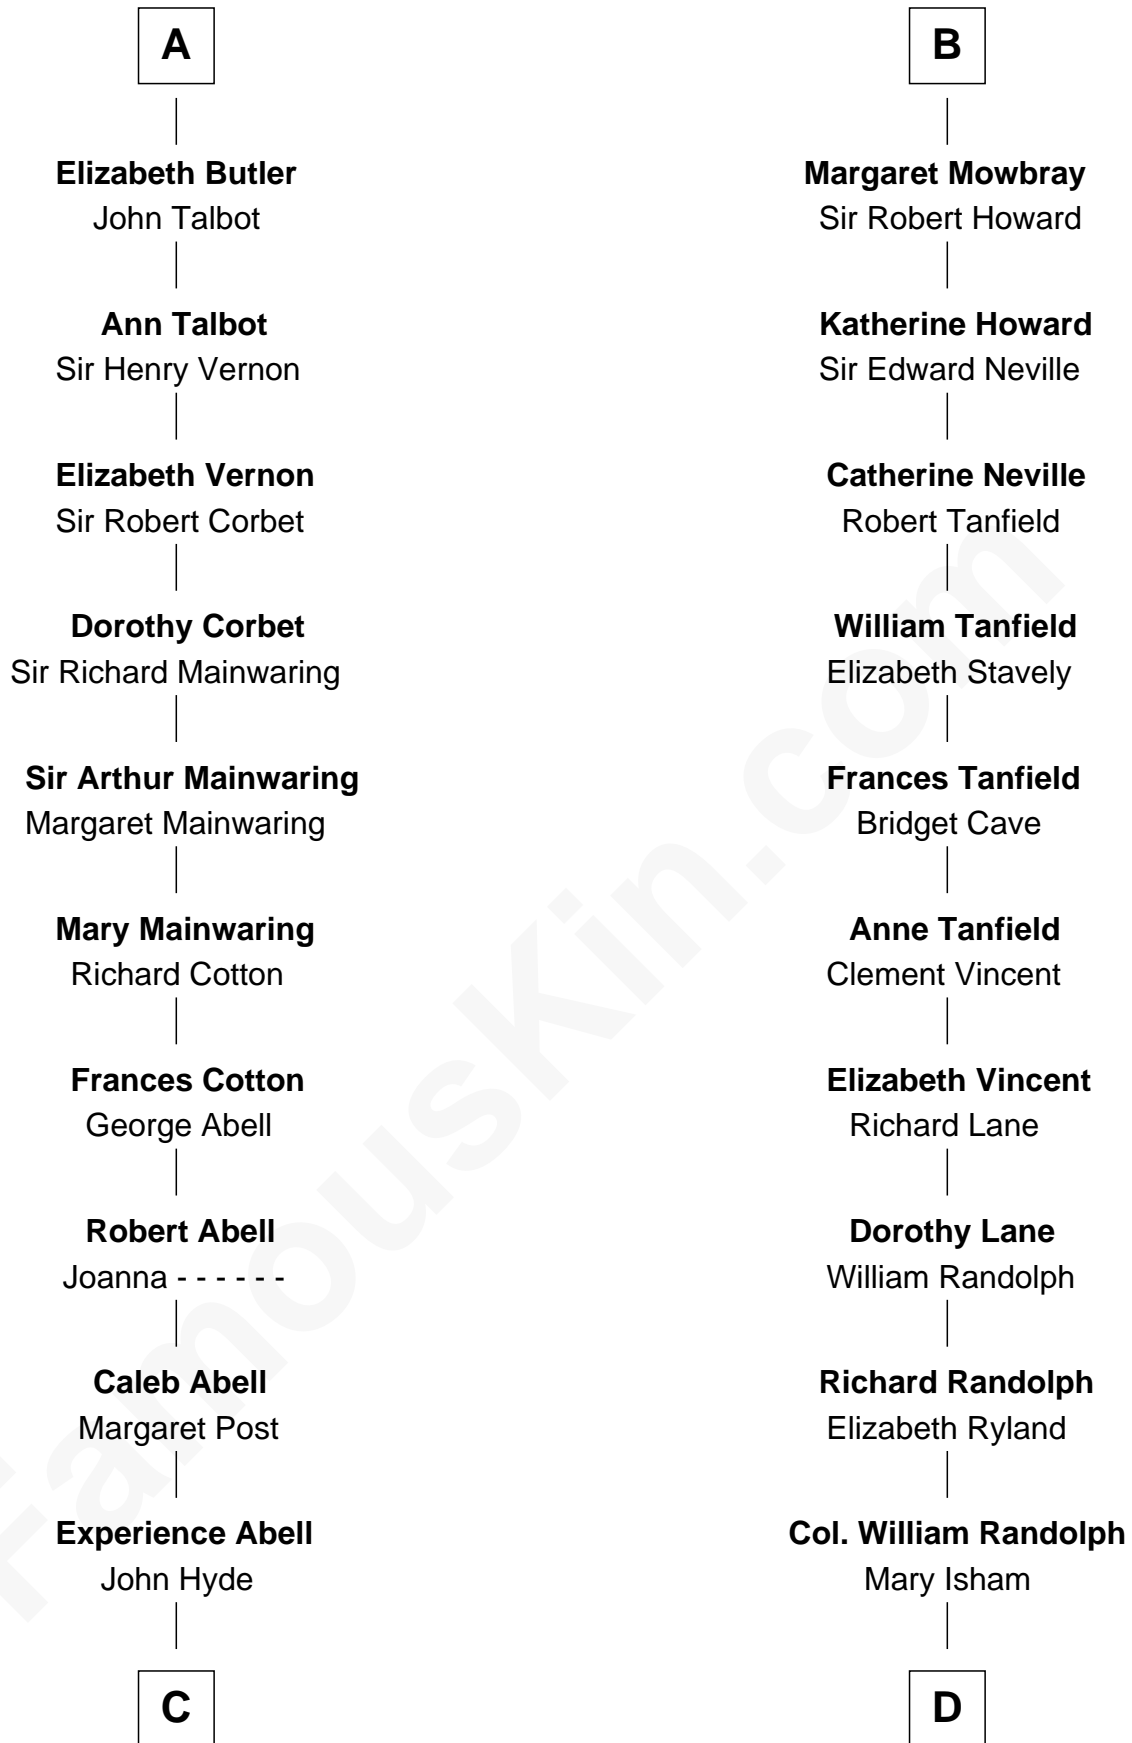 A
Elizabeth Butler
John Talbot
Ann Talbot
Sir Henry Vernon
Elizabeth Vernon
Sir Robert Corbet
Dorothy Corbet
Sir Richard Mainwaring
Sir Arthur Mainwaring
Margaret Mainwaring
Mary Mainwaring
Richard Cotton
Frances Cotton
George Abell
Robert Abell
Joanna - - - - - -
Caleb Abell
Margaret Post
Experience Abell
John Hyde
C
B
Margaret Mowbray
Sir Robert Howard
Katherine Howard
Sir Edward Neville
Catherine Neville
Robert Tanfield
William Tanfield
Elizabeth Stavely
Frances Tanfield
Bridget Cave
Anne Tanfield
Clement Vincent
Elizabeth Vincent
Richard Lane
Dorothy Lane
William Randolph
Richard Randolph
Elizabeth Ryland
Col. William Randolph
Mary Isham
D
FamousKin.com